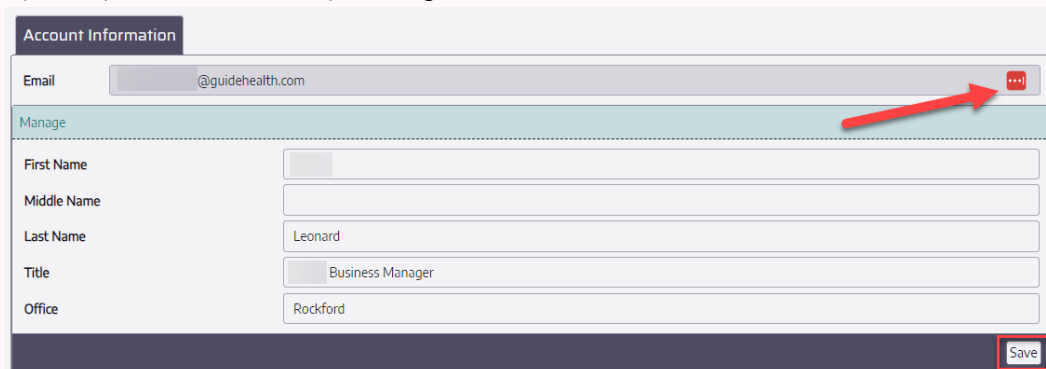 Account Information
Email @guidehealth.com
Manage
First Name
Middle Name
Last Name Leonard
Title Business Manager
Office Rockford
Save